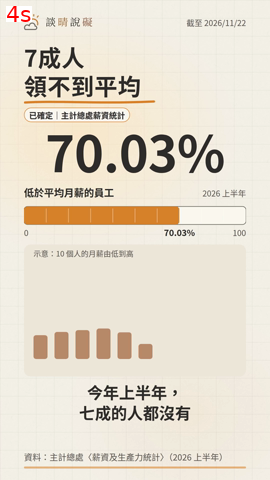 4s
談晴說礙
截至 2026/11/22
7成人
領不到平均
已確定｜主計總處薪資統計
70.03%
低於平均月薪的員工
2026 上半年
0
70.03%
100
示意：10 個人的月薪由低到高
今年上半年，
七成的人都沒有
資料：主計總處〈薪資及生產力統計〉（2026 上半年）